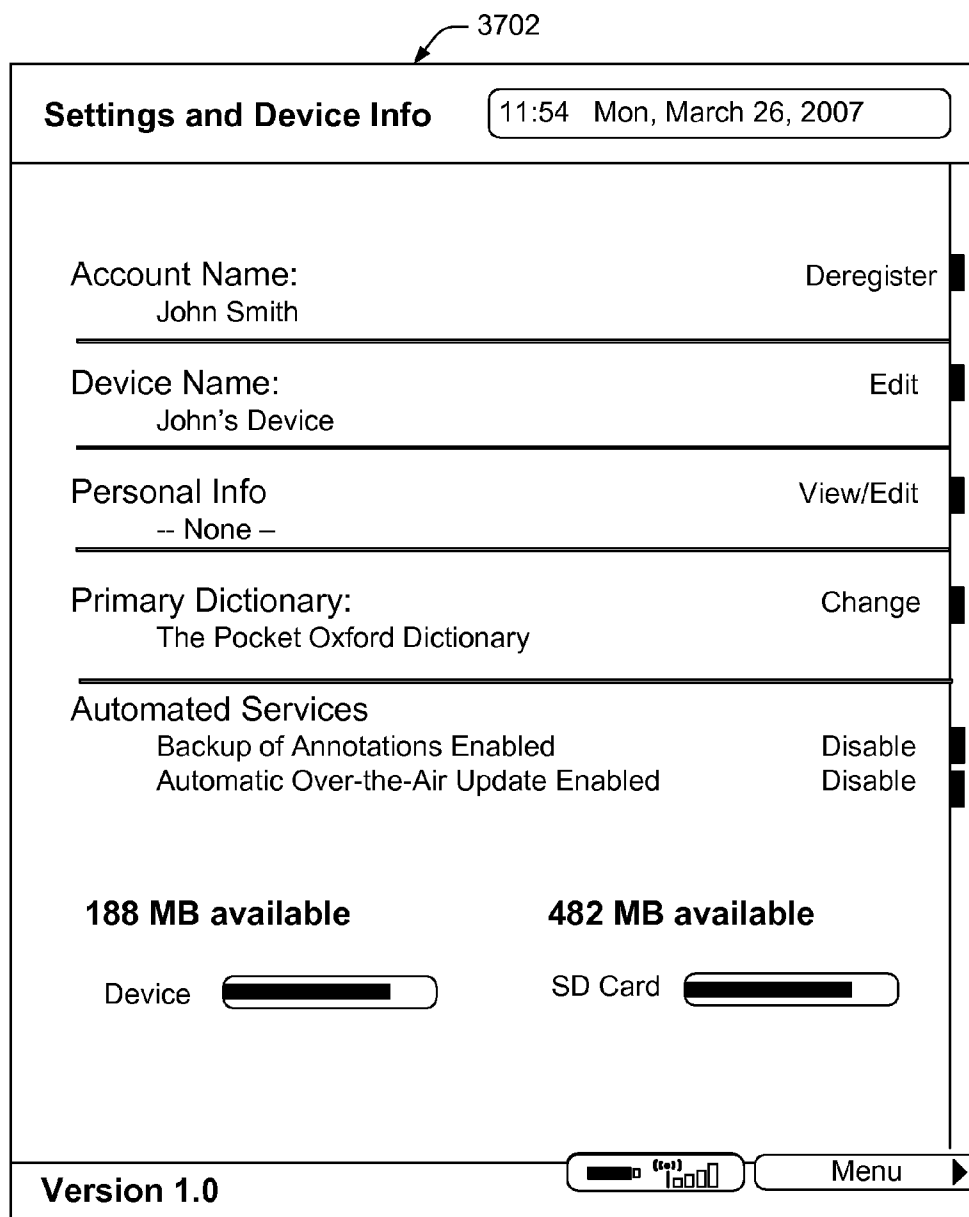 3702
Settings and Device Info 11:54 Mon, March 26, 2007
Account Name: Deregister
John Smith
Device Name: Edit
John's Device
Personal Info View/Edit
-- None –
Primary Dictionary: Change
The Pocket Oxford Dictionary
Automated Services
Backup of Annotations Enabled Disable
Automatic Over-the-Air Update Enabled Disable
188 MB available 482 MB available
Device SD Card
Version 1.0 Menu